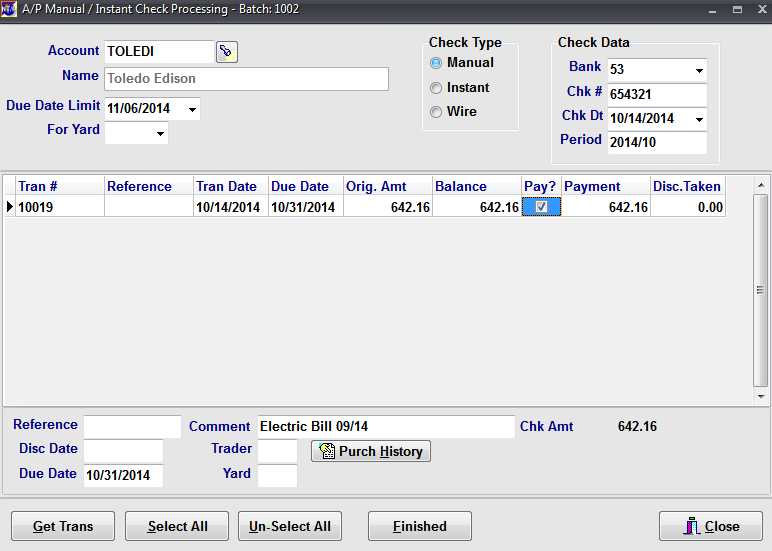 A/P Manual / Instant Check Processing - Batch: 1002
Account TOLEDI
Name Toledo Edison
Due Date Limit 11/06/2014
For Yard
Check Type
Manual
Instant
Wire
Check Data
Bank 53
Chk # 654321
Chk Dt 10/14/2014
Period 2014/10
Tran # Reference Tran Date Due Date Orig. Amt Balance Pay? Payment Disc.Taken
10019 10/14/2014 10/31/2014 642.16 642.16 642.16 0.00
Reference Comment Electric Bill 09/14 Chk Amt 642.16
Disc Date Trader Purch History
Due Date 10/31/2014 Yard
Get Trans Select All Un-Select All Finished Close